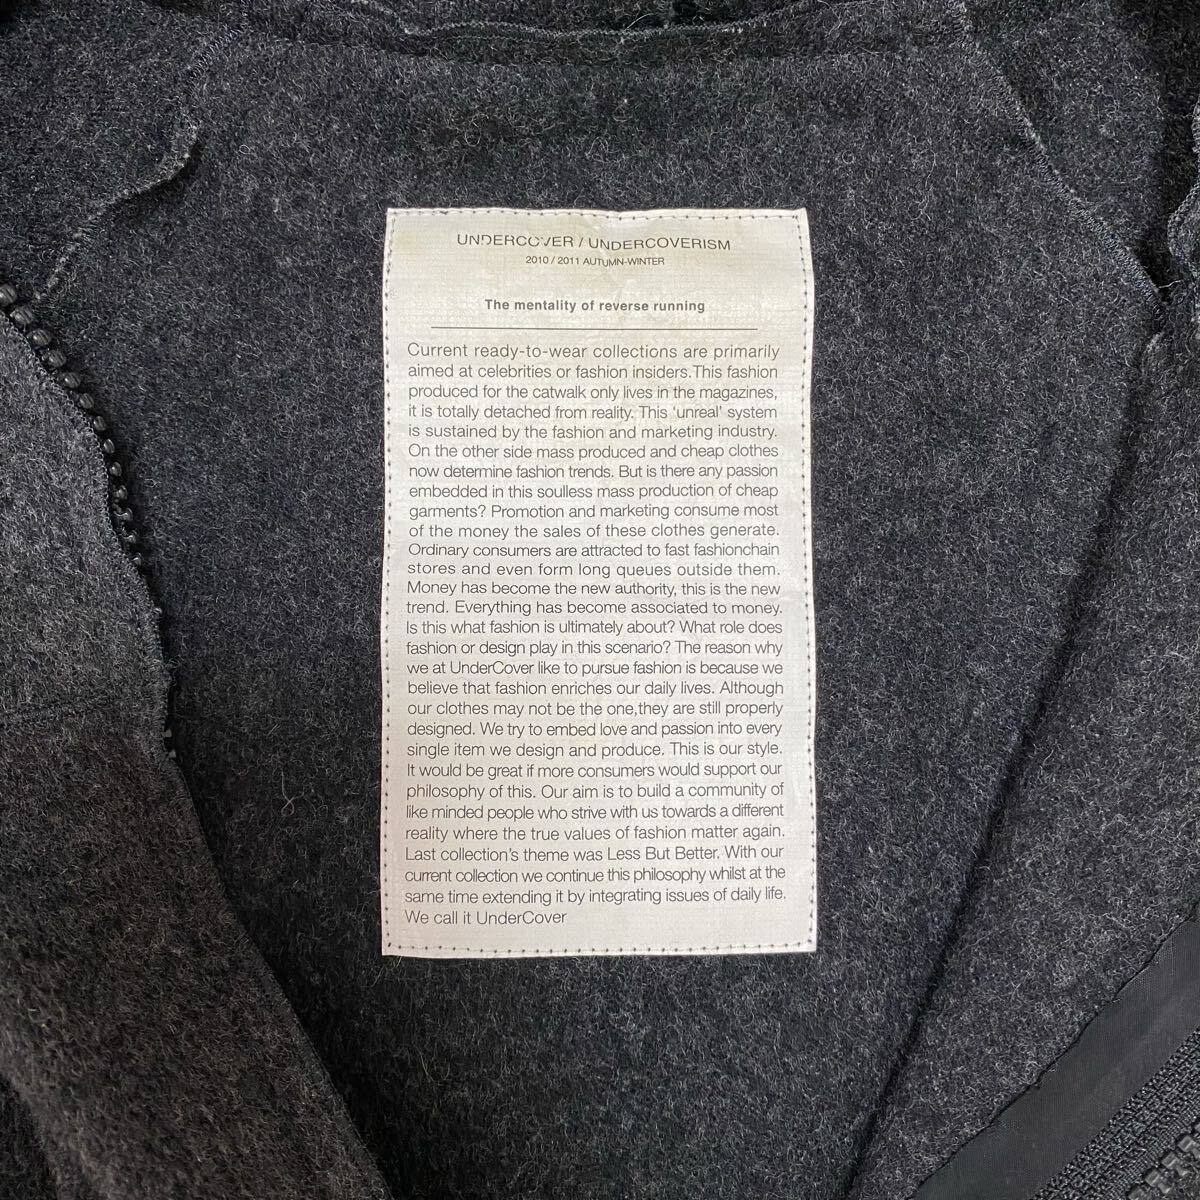 UNDERCOVER / UNDERCOVERISM
2010 / 2011 AUTUMN-WINTER
The mentality of reverse running
Current ready-to-wear collections are primarily
aimed at celebrities or fashion insiders.This fashion
produced for the catwalk only lives in the magazines,
it is totally detached from reality. This 'unreal' system
is sustained by the fashion and marketing industry.
On the other side mass produced and cheap clothes
now determine fashion trends. But is there any passion
embedded in this soulless mass production of cheap
garments? Promotion and marketing consume most
of the money the sales of these clothes generate.
Ordinary consumers are attracted to fast fashionchain
stores and even form long queues outside them.
Money has become the new authority, this is the new
trend. Everything has become associated to money.
Is this what fashion is ultimately about? What role does
fashion or design play in this scenario? The reason why
we at UnderCover like to pursue fashion is because we
believe that fashion enriches our daily lives. Although
our clothes may not be the one,they are still properly
designed. We try to embed love and passion into every
single item we design and produce. This is our style.
It would be great if more consumers would support our
philosophy of this. Our aim is to build a community of
like minded people who strive with us towards a different
reality where the true values of fashion matter again.
Last collection's theme was Less But Better. With our
current collection we continue this philosophy whilst at the
same time extending it by integrating issues of daily life.
We call it UnderCover